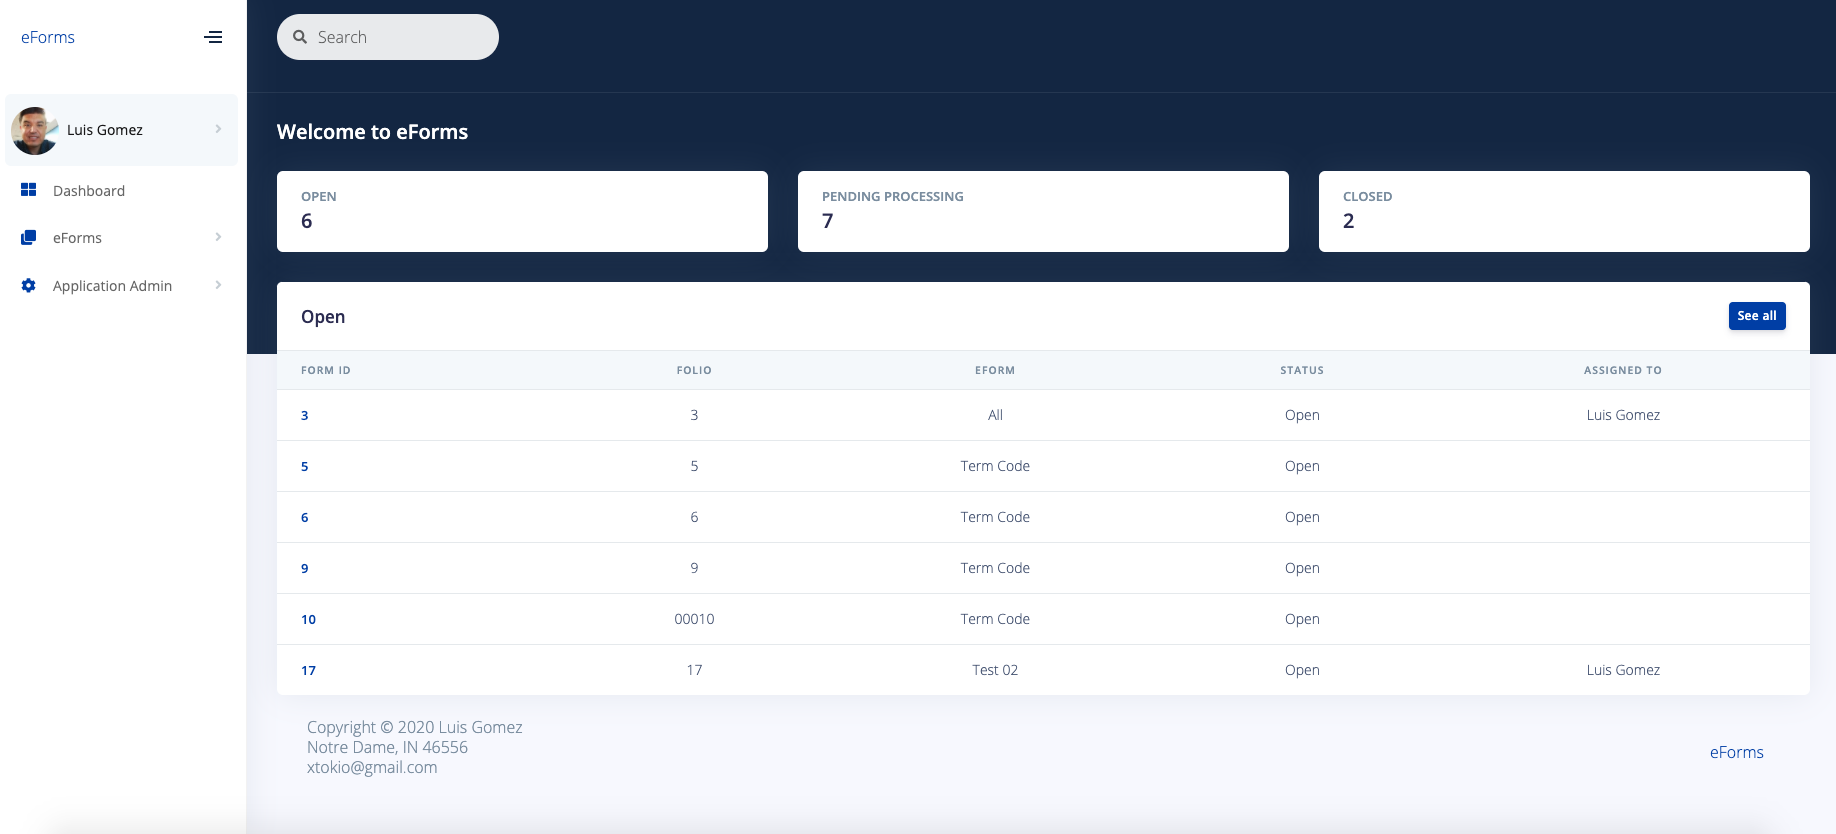 eForms
Search
Luis Gomez
Dashboard
eForms
Application Admin
Welcome to eForms
OPEN
6
PENDING PROCESSING
7
CLOSED
2
Open
See all
FORM ID FOLIO EFORM STATUS ASSIGNED TO
3 3 All Open Luis Gomez
5 5 Term Code Open
6 6 Term Code Open
9 9 Term Code Open
10 00010 Term Code Open
17 17 Test 02 Open Luis Gomez
Copyright © 2020 Luis Gomez
Notre Dame, IN 46556
xtokio@gmail.com
eForms